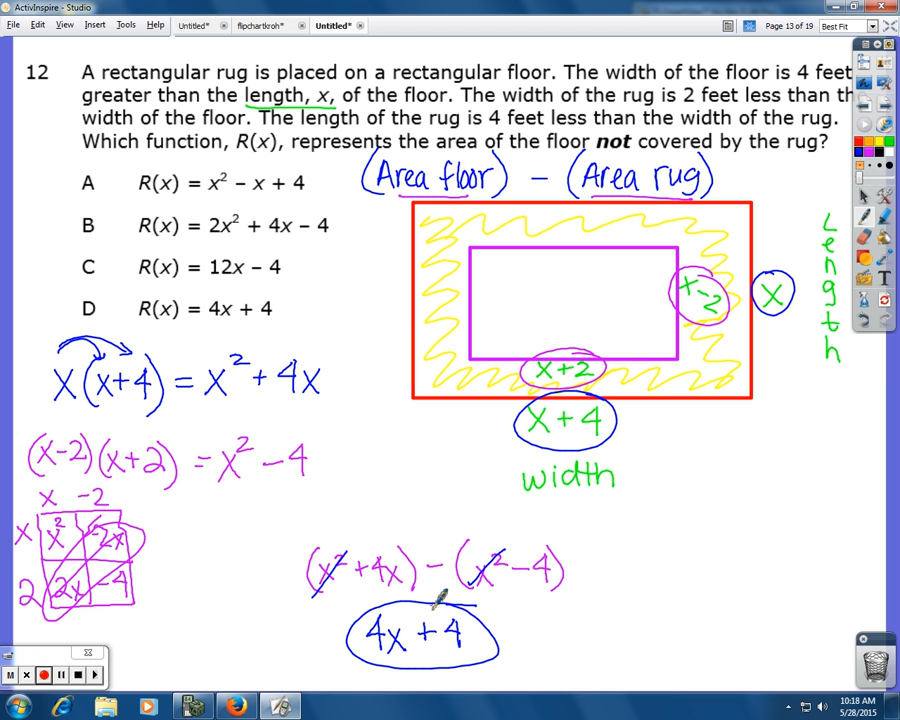 ActivInspire - Studio
File Edit View Insert Tools Help Untitled* flipchartkroh* Untitled* Page 13 of 19 Best Fit
12 A rectangular rug is placed on a rectangular floor. The width of the floor is 4 feet
greater than the length, x, of the floor. The width of the rug is 2 feet less than th
width of the floor. The length of the rug is 4 feet less than the width of the rug.
Which function, R(x), represents the area of the floor not covered by the rug?
(Area floor) - (Area rug)
A R(x) = x² – x + 4
B R(x) = 2x² + 4x – 4
C R(x) = 12x – 4
D R(x) = 4x + 4
x-2
x
Length
x+2
x+4
width
x(x+4) = x²+4x
(x-2)(x+2) = x²-4
x -2
x x² -2x
2 2x -4
(x²+4x) - (x²-4)
4x+4
M
T
10:18 AM
5/28/2015